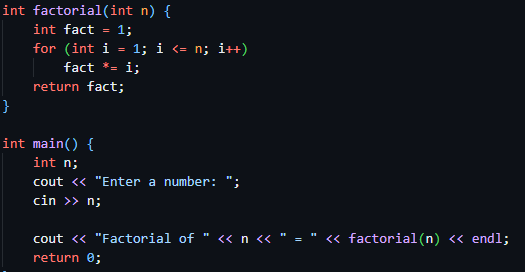 int factorial(int n) {
    int fact = 1;
    for (int i = 1; i <= n; i++)
        fact *= i;
    return fact;
}

int main() {
    int n;
    cout << "Enter a number: ";
    cin >> n;

    cout << "Factorial of " << n << " = " << factorial(n) << endl;
    return 0;